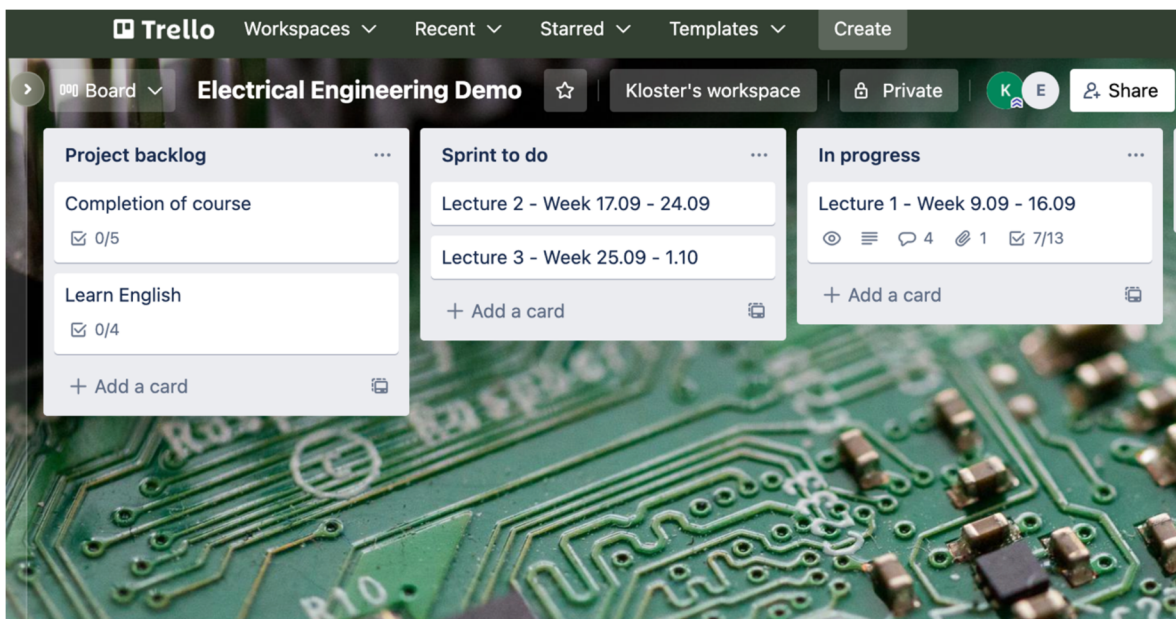 Trello Workspaces Recent Starred Templates Create
Board Electrical Engineering Demo Kloster's workspace Private K E Share
Project backlog
Completion of course
0/5
Learn English
0/4
+ Add a card
Sprint to do
Lecture 2 - Week 17.09 - 24.09
Lecture 3 - Week 25.09 - 1.10
+ Add a card
In progress
Lecture 1 - Week 9.09 - 16.09
4 1 7/13
+ Add a card
R10